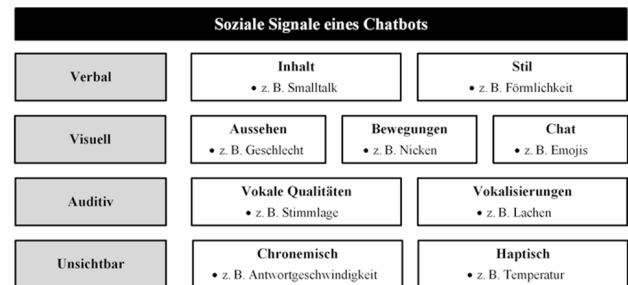 Soziale Signale eines Chatbots
Verbal
Inhalt
• z. B. Smalltalk
Stil
• z. B. Förmlichkeit
Visuell
Aussehen
• z. B. Geschlecht
Bewegungen
• z. B. Nicken
Chat
• z. B. Emojis
Auditiv
Vokale Qualitäten
• z. B. Stimmlage
Vokalisierungen
• z. B. Lachen
Unsichtbar
Chronemisch
• z. B. Antwortgeschwindigkeit
Haptisch
• z. B. Temperatur